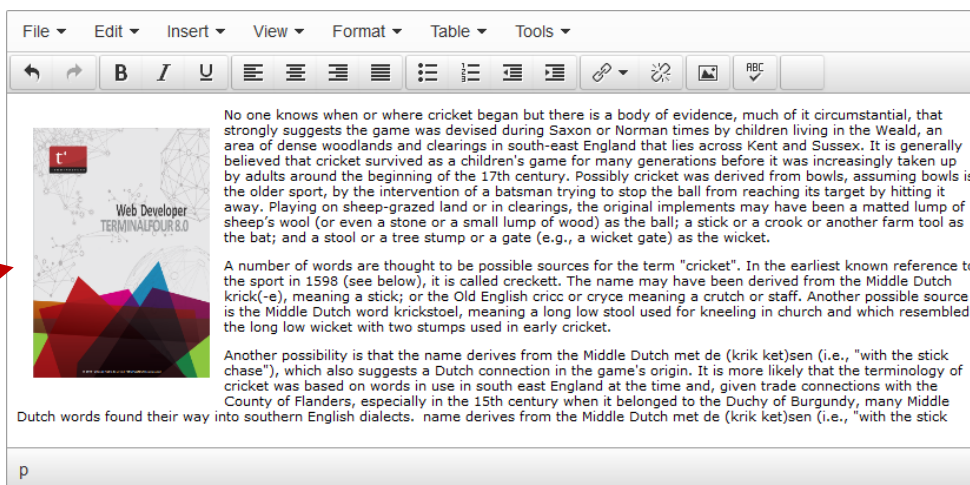 File Edit Insert View Format Table Tools
B I U ABC
No one knows when or where cricket began but there is a body of evidence, much of it circumstantial, that
strongly suggests the game was devised during Saxon or Norman times by children living in the Weald, an
area of dense woodlands and clearings in south-east England that lies across Kent and Sussex. It is generally
believed that cricket survived as a children's game for many generations before it was increasingly taken up
by adults around the beginning of the 17th century. Possibly cricket was derived from bowls, assuming bowls is
the older sport, by the intervention of a batsman trying to stop the ball from reaching its target by hitting it
away. Playing on sheep-grazed land or in clearings, the original implements may have been a matted lump of
sheep's wool (or even a stone or a small lump of wood) as the ball; a stick or a crook or another farm tool as
the bat; and a stool or a tree stump or a gate (e.g., a wicket gate) as the wicket.
t'
Web Developer
TERMINALFOUR 8.0
A number of words are thought to be possible sources for the term "cricket". In the earliest known reference to
the sport in 1598 (see below), it is called creckett. The name may have been derived from the Middle Dutch
krick(-e), meaning a stick; or the Old English cricc or cryce meaning a crutch or staff. Another possible source
is the Middle Dutch word krickstoel, meaning a long low stool used for kneeling in church and which resembled
the long low wicket with two stumps used in early cricket.
Another possibility is that the name derives from the Middle Dutch met de (krik ket)sen (i.e., "with the stick
chase"), which also suggests a Dutch connection in the game's origin. It is more likely that the terminology of
cricket was based on words in use in south east England at the time and, given trade connections with the
County of Flanders, especially in the 15th century when it belonged to the Duchy of Burgundy, many Middle
Dutch words found their way into southern English dialects. name derives from the Middle Dutch met de (krik ket)sen (i.e., "with the stick
p